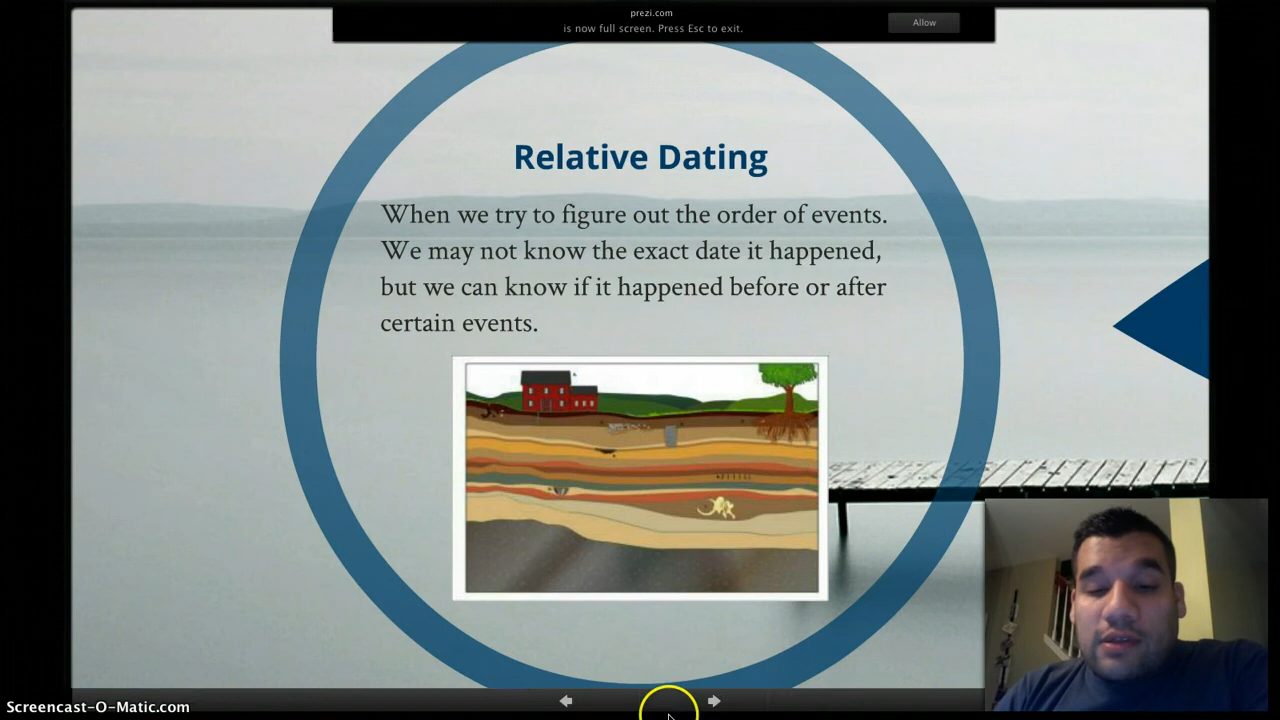 prezi.com
is now full screen. Press Esc to exit.
Allow
Relative Dating
When we try to figure out the order of events.
We may not know the exact date it happened,
but we can know if it happened before or after
certain events.
Screencast-O-Matic.com